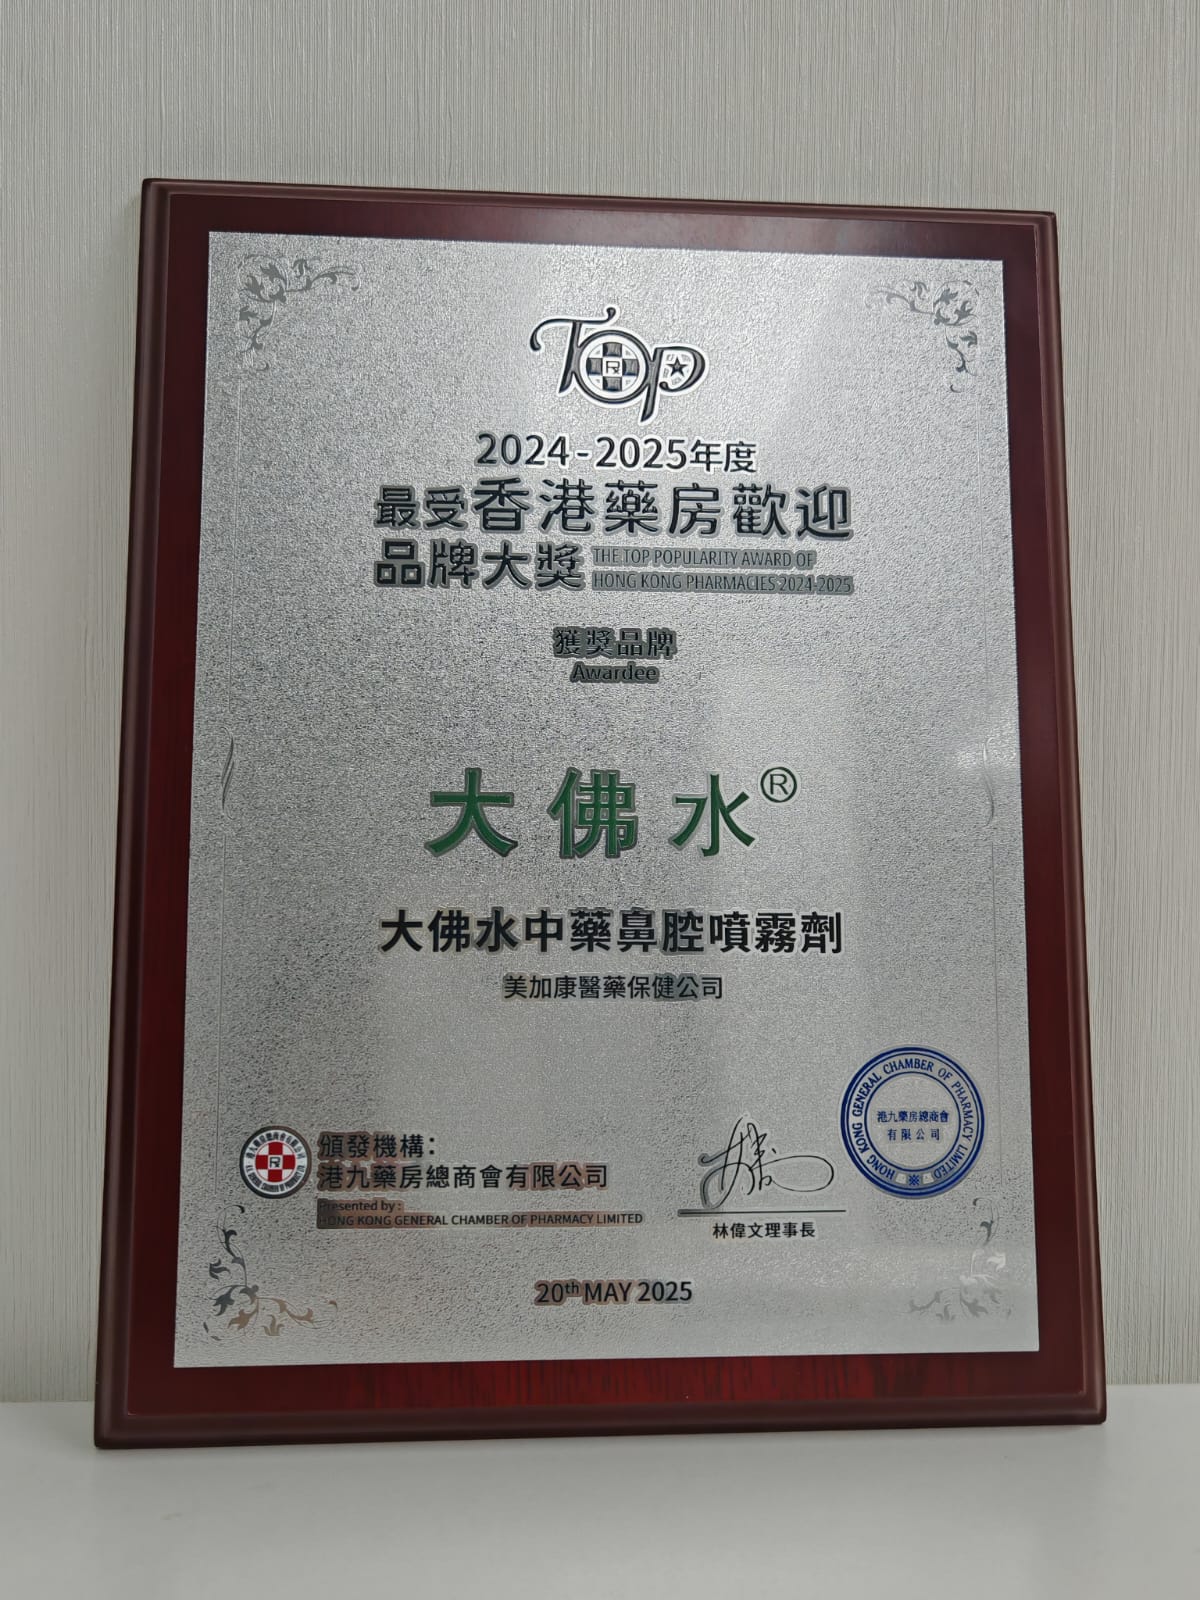 Top
2024-2025年度
最受香港藥房歡迎
品牌大獎
THE TOP POPULARITY AWARD OF
HONG KONG PHARMACIES 2024-2025
獲獎品牌
Awardee
大佛水®
大佛水中藥鼻腔噴霧劑
美加康醫藥保健公司
頒發機構：
港九藥房總商會有限公司
Presented by :
HONG KONG GENERAL CHAMBER OF PHARMACY LIMITED
林偉文理事長
HONG KONG GENERAL CHAMBER OF PHARMACY LIMITED
港九藥房總商會
有限公司
20th MAY 2025